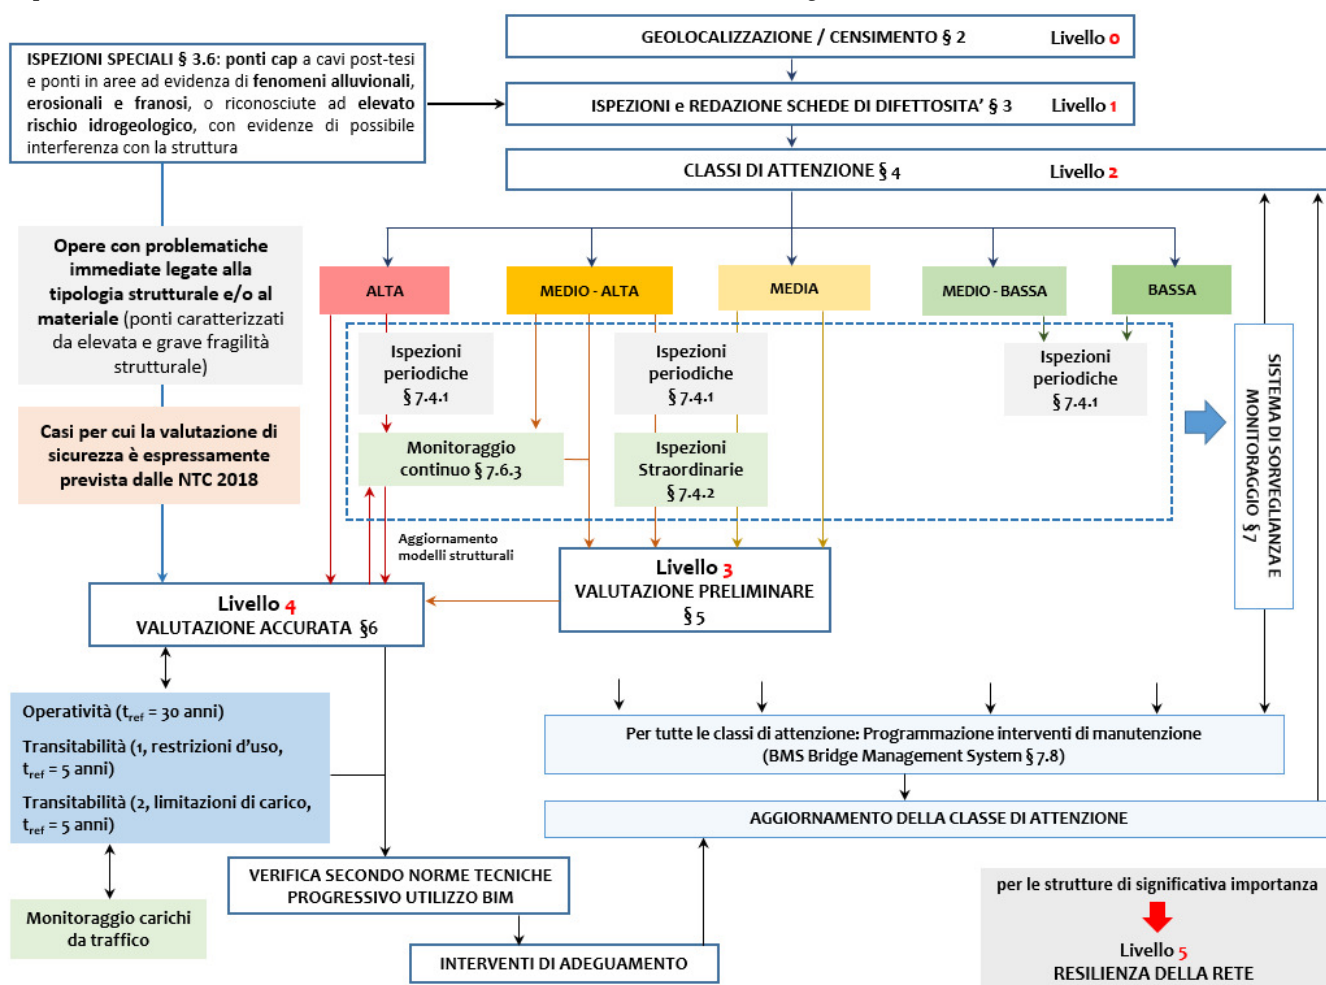 GEOLOCALIZZAZIONE / CENSIMENTO § 2 Livello 0
ISPEZIONI SPECIALI § 3.6: ponti cap a cavi post-tesi
e ponti in aree ad evidenza di fenomeni alluvionali,
erosionali e franosi, o riconosciute ad elevato
rischio idrogeologico, con evidenze di possibile
interferenza con la struttura
ISPEZIONI e REDAZIONE SCHEDE DI DIFETTOSITA’ § 3 Livello 1
CLASSI DI ATTENZIONE § 4 Livello 2
Opere con problematiche
immediate legate alla
tipologia strutturale e/o al
materiale (ponti caratterizzati
da elevata e grave fragilità
strutturale)
Casi per cui la valutazione di
sicurezza è espressamente
prevista dalle NTC 2018
ALTA
MEDIO - ALTA
MEDIA
MEDIO - BASSA
BASSA
Ispezioni
periodiche
§ 7.4.1
Ispezioni
periodiche
§ 7.4.1
Ispezioni
periodiche
§ 7.4.1
Monitoraggio
continuo § 7.6.3
Ispezioni
Straordinarie
§ 7.4.2
SISTEMA DI SORVEGLIANZA E
MONITORAGGIO §7
Aggiornamento
modelli strutturali
Livello 3
VALUTAZIONE PRELIMINARE
§ 5
Livello 4
VALUTAZIONE ACCURATA §6
Operatività (tref = 30 anni)
Transitabilità (1, restrizioni d’uso,
tref = 5 anni)
Transitabilità (2, limitazioni di carico,
tref = 5 anni)
Per tutte le classi di attenzione: Programmazione interventi di manutenzione
(BMS Bridge Management System § 7.8)
AGGIORNAMENTO DELLA CLASSE DI ATTENZIONE
VERIFICA SECONDO NORME TECNICHE
PROGRESSIVO UTILIZZO BIM
Monitoraggio carichi
da traffico
INTERVENTI DI ADEGUAMENTO
per le strutture di significativa importanza
Livello 5
RESILIENZA DELLA RETE